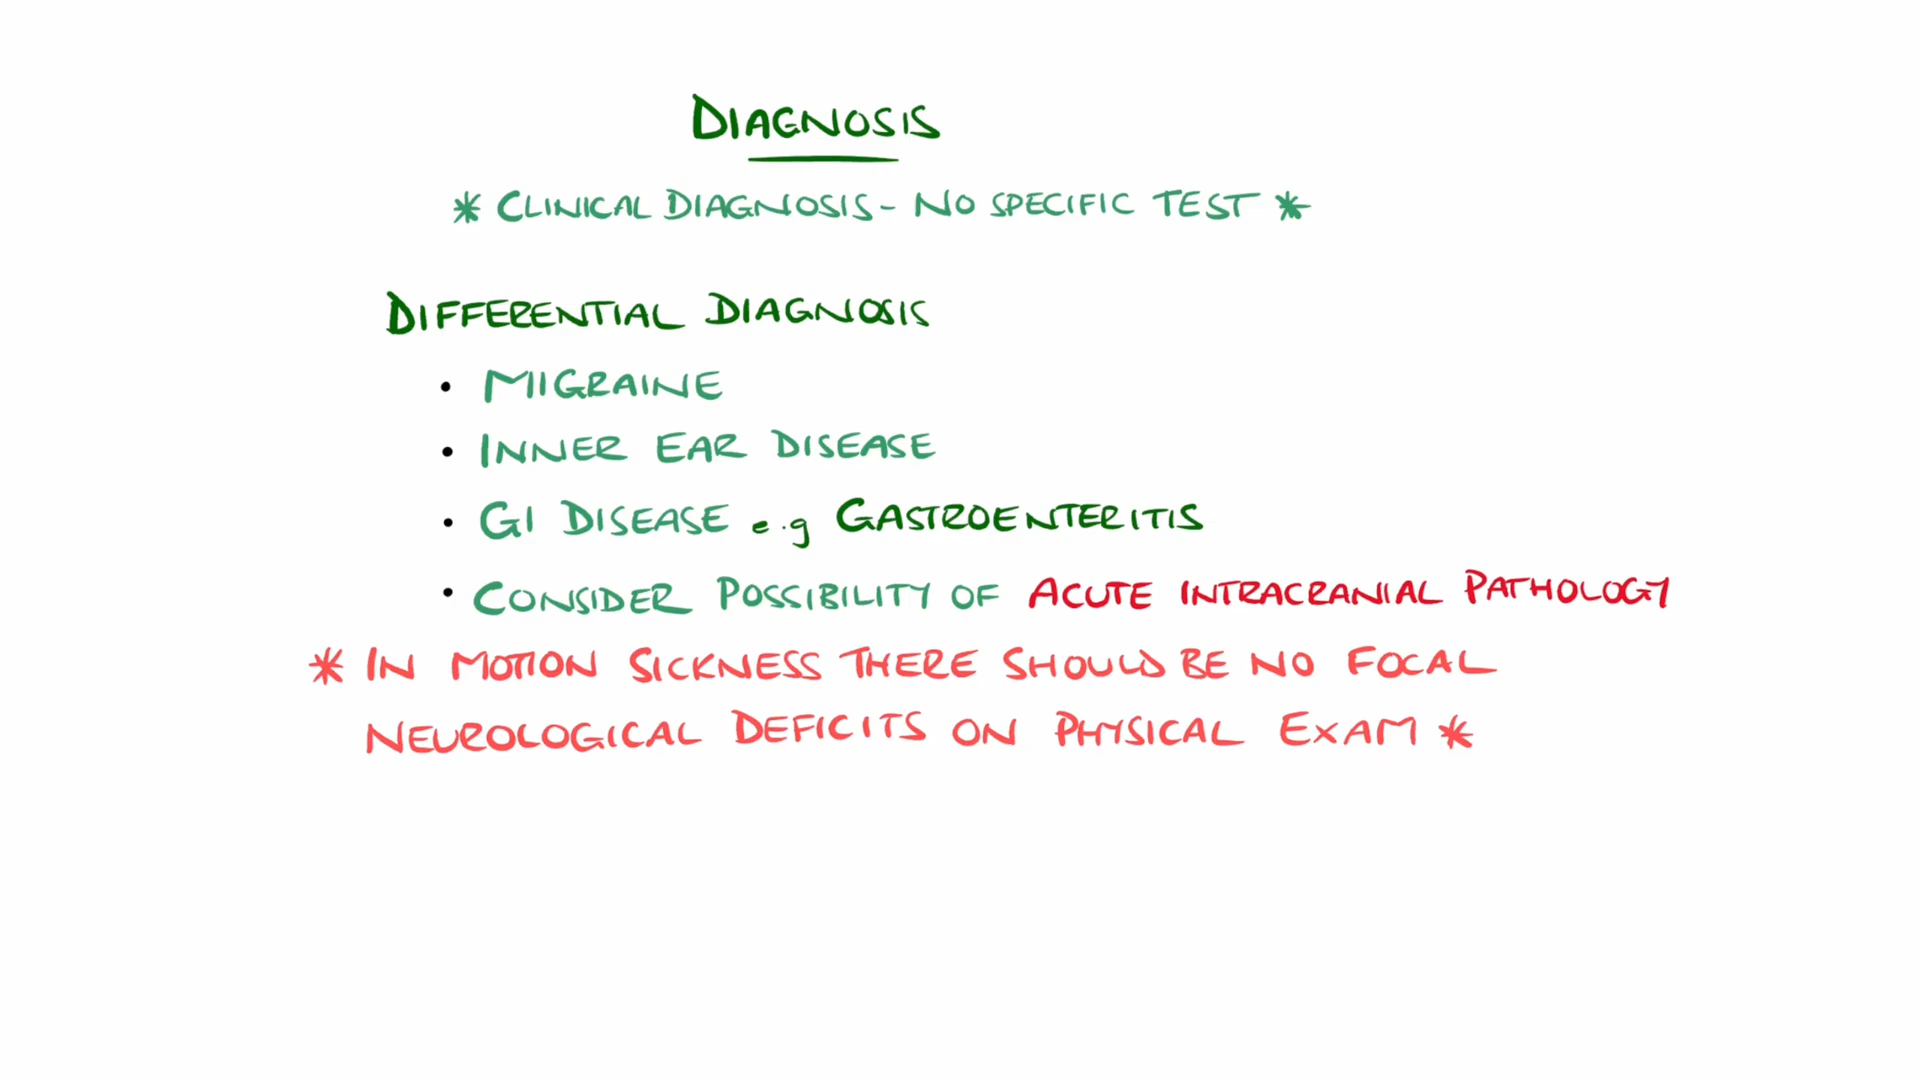 DIAGNOSIS
* CLINICAL DIAGNOSIS - NO SPECIFIC TEST *
DIFFERENTIAL DIAGNOSIS
• MIGRAINE
• INNER EAR DISEASE
• GI DISEASE e.g GASTROENTERITIS
• CONSIDER POSSIBILITY OF ACUTE INTRACRANIAL PATHOLOGY
* IN MOTION SICKNESS THERE SHOULD BE NO FOCAL
NEUROLOGICAL DEFICITS ON PHYSICAL EXAM *